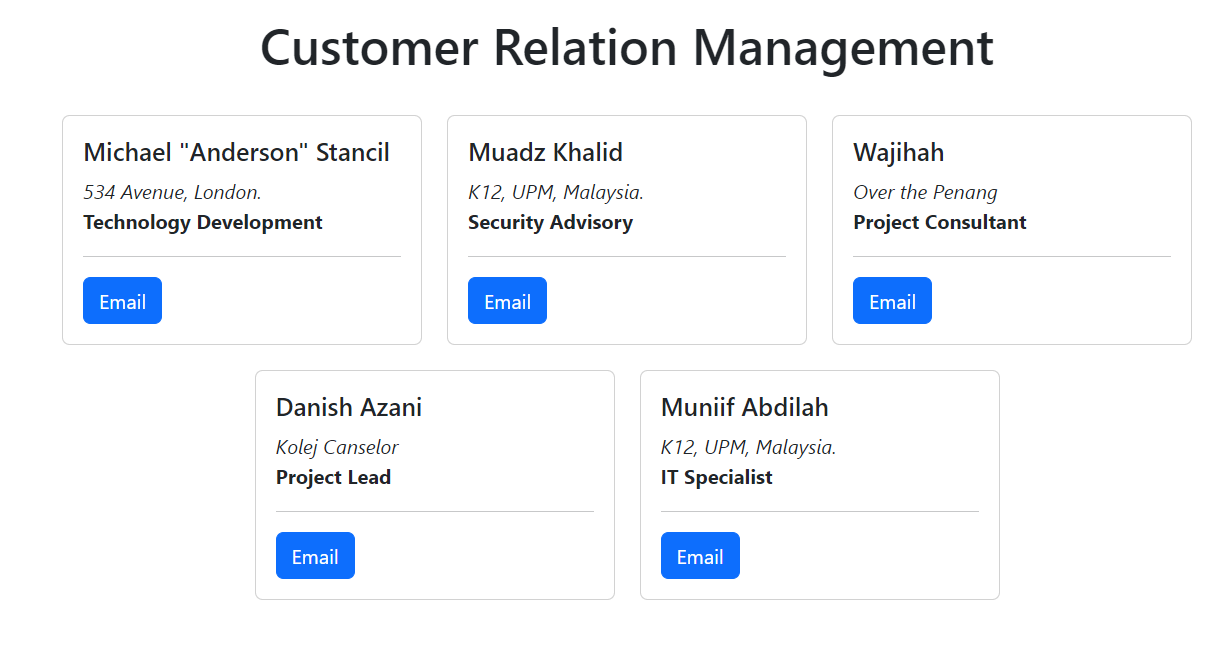 Customer Relation Management
Michael "Anderson" Stancil
534 Avenue, London.
Technology Development
Email
Muadz Khalid
K12, UPM, Malaysia.
Security Advisory
Email
Wajihah
Over the Penang
Project Consultant
Email
Danish Azani
Kolej Canselor
Project Lead
Email
Muniif Abdilah
K12, UPM, Malaysia.
IT Specialist
Email